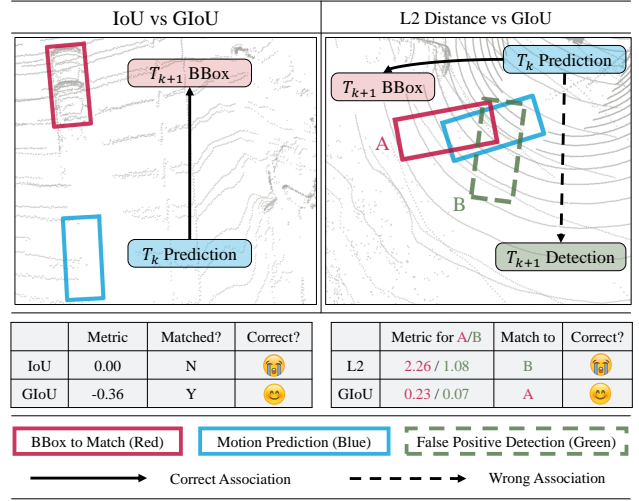 IoU vs GIoU
L2 Distance vs GIoU
T_{k+1} BBox
T_k Prediction
T_k Prediction
T_{k+1} BBox
A
B
T_{k+1} Detection
Metric Matched? Correct?
IoU 0.00 N
GIoU -0.36 Y
Metric for A/B Match to Correct?
L2 2.26 / 1.08 B
GIoU 0.23 / 0.07 A
BBox to Match (Red)
Motion Prediction (Blue)
False Positive Detection (Green)
Correct Association
Wrong Association